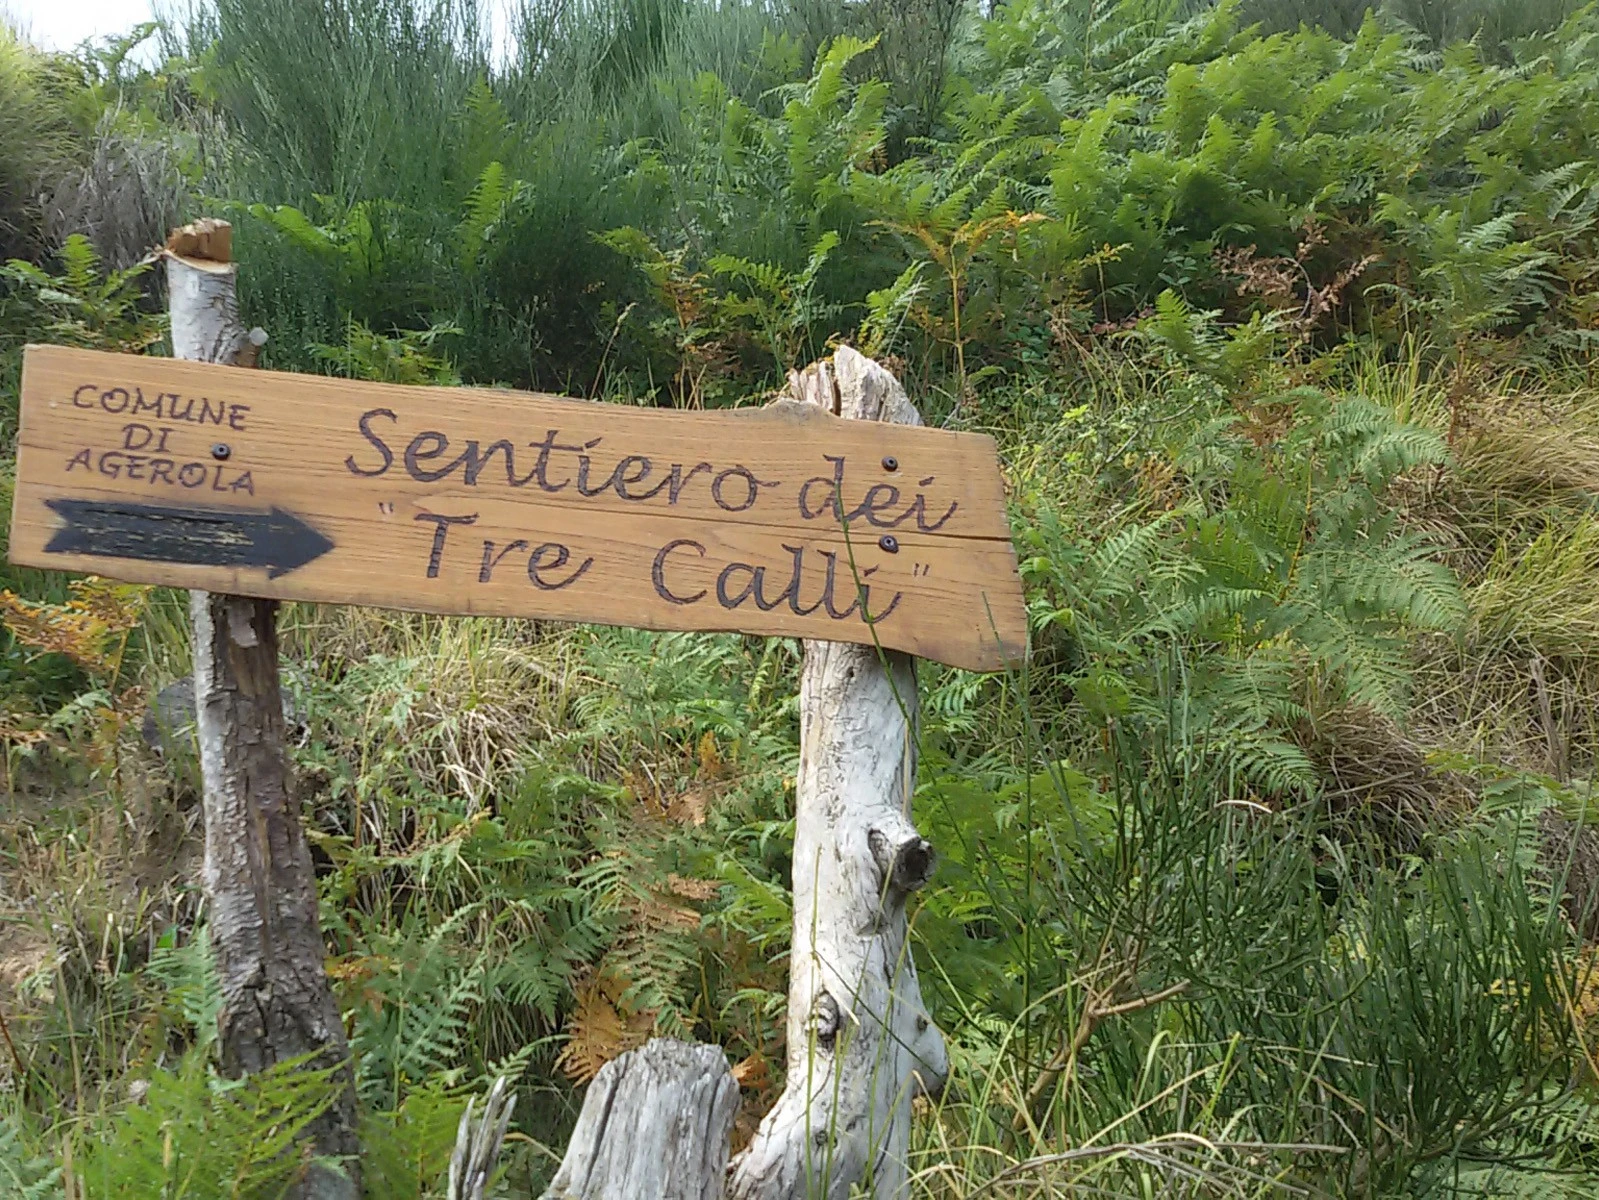 COMUNE
DI
AGEROLA
Sentiero dei
"Tre Calli"